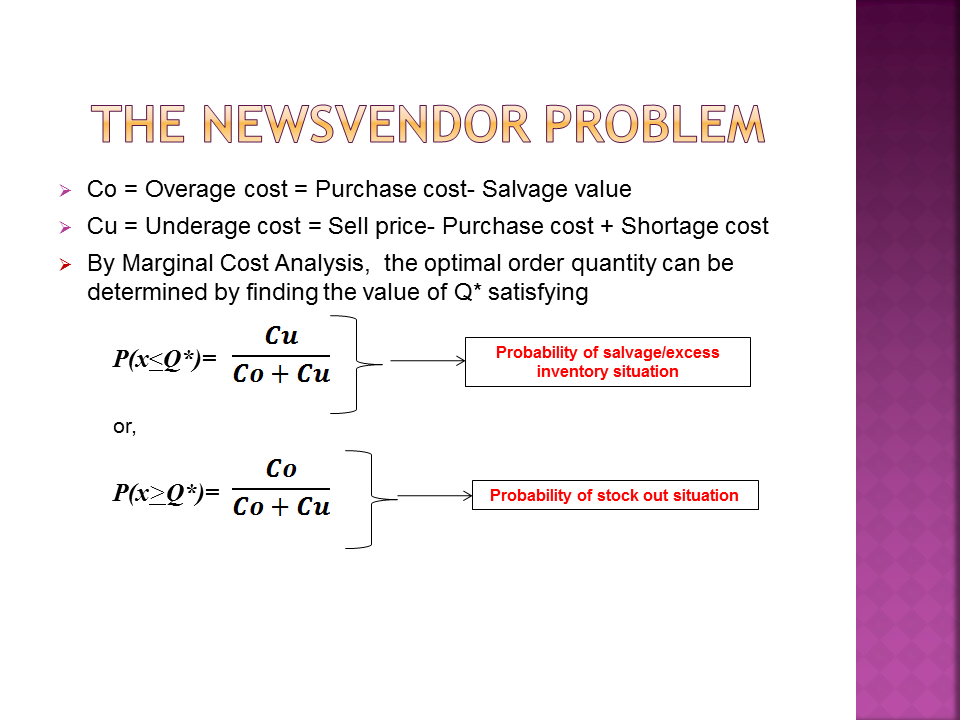 THE NEWSVENDOR PROBLEM
Co = Overage cost = Purchase cost- Salvage value
Cu = Underage cost = Sell price- Purchase cost + Shortage cost
By Marginal Cost Analysis,  the optimal order quantity can be
determined by finding the value of Q* satisfying
P(x≤Q*)= Cu / Co + Cu
Probability of salvage/excess
inventory situation
or,
P(x≥Q*)= Co / Co + Cu
Probability of stock out situation